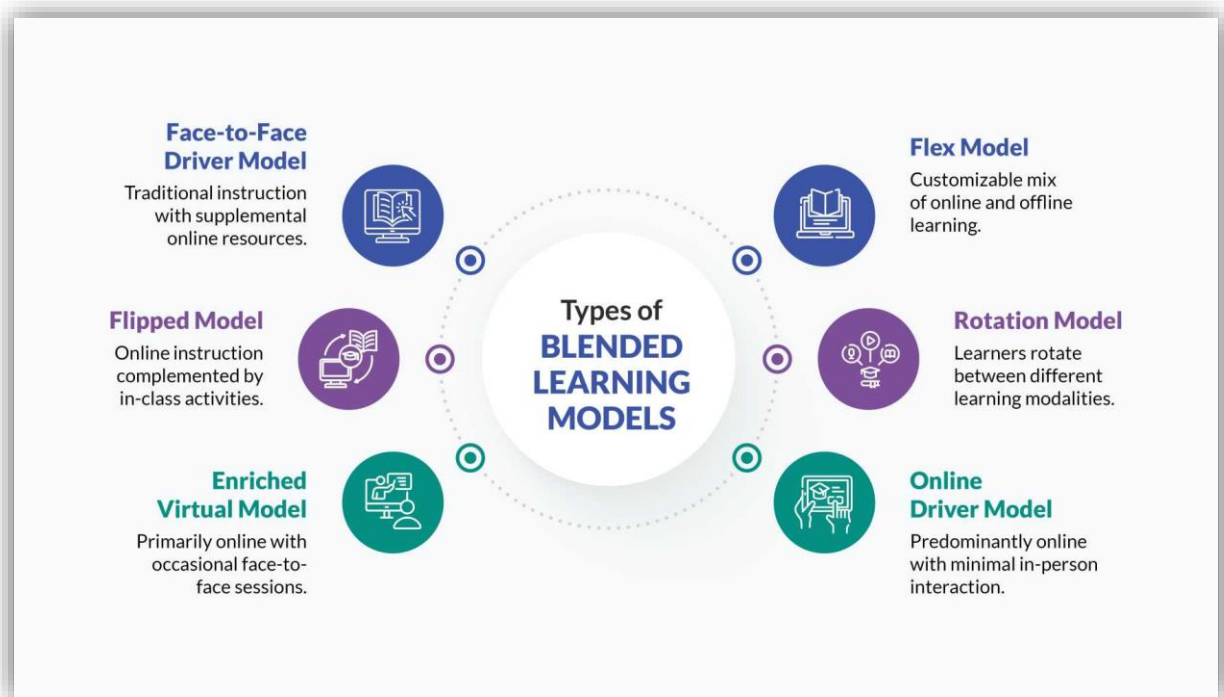 Types of
BLENDED
LEARNING
MODELS
Face-to-Face
Driver Model
Traditional instruction
with supplemental
online resources.
Flipped Model
Online instruction
complemented by
in-class activities.
Enriched
Virtual Model
Primarily online with
occasional face-to-
face sessions.
Flex Model
Customizable mix
of online and offline
learning.
Rotation Model
Learners rotate
between different
learning modalities.
Online
Driver Model
Predominantly online
with minimal in-person
interaction.